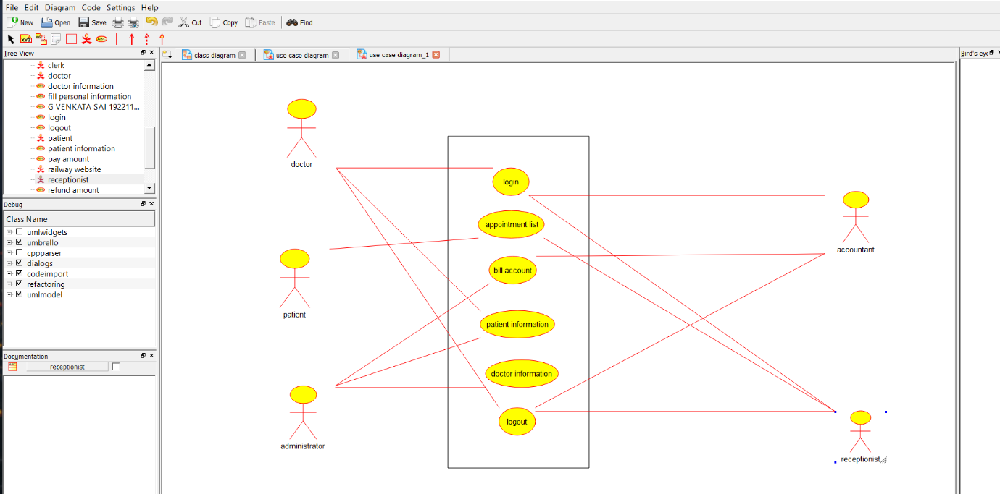 File Edit Diagram Code Settings Help
New Open Save Cut Copy Paste Find
XYZ ABC
Tree View
class diagram use case diagram use case diagram_1
Bird's eye
clerk
doctor
doctor information
fill personal information
G VENKATA SAI 192211...
login
logout
patient
patient information
pay amount
railway website
receptionist
refund amount
Debug
Class Name
umlwidgets
umbrello
cppparser
dialogs
codeimport
refactoring
umlmodel
Documentation
receptionist
doctor
patient
administrator
login
appointment list
bill account
patient information
doctor information
logout
accountant
receptionist